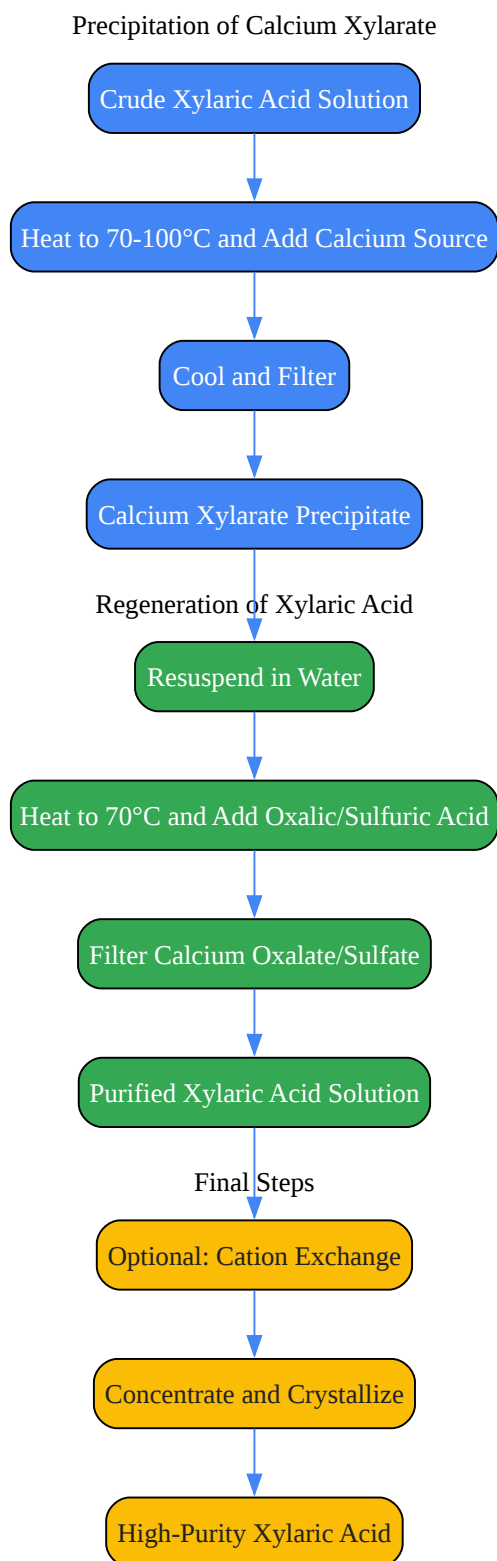 Precipitation of Calcium Xylarate
Crude Xylaric Acid Solution
Heat to 70-100°C and Add Calcium Source
Cool and Filter
Calcium Xylarate Precipitate
Regeneration of Xylaric Acid
Resuspend in Water
Heat to 70°C and Add Oxalic/Sulfuric Acid
Filter Calcium Oxalate/Sulfate
Purified Xylaric Acid Solution
Final Steps
Optional: Cation Exchange
Concentrate and Crystallize
High-Purity Xylaric Acid